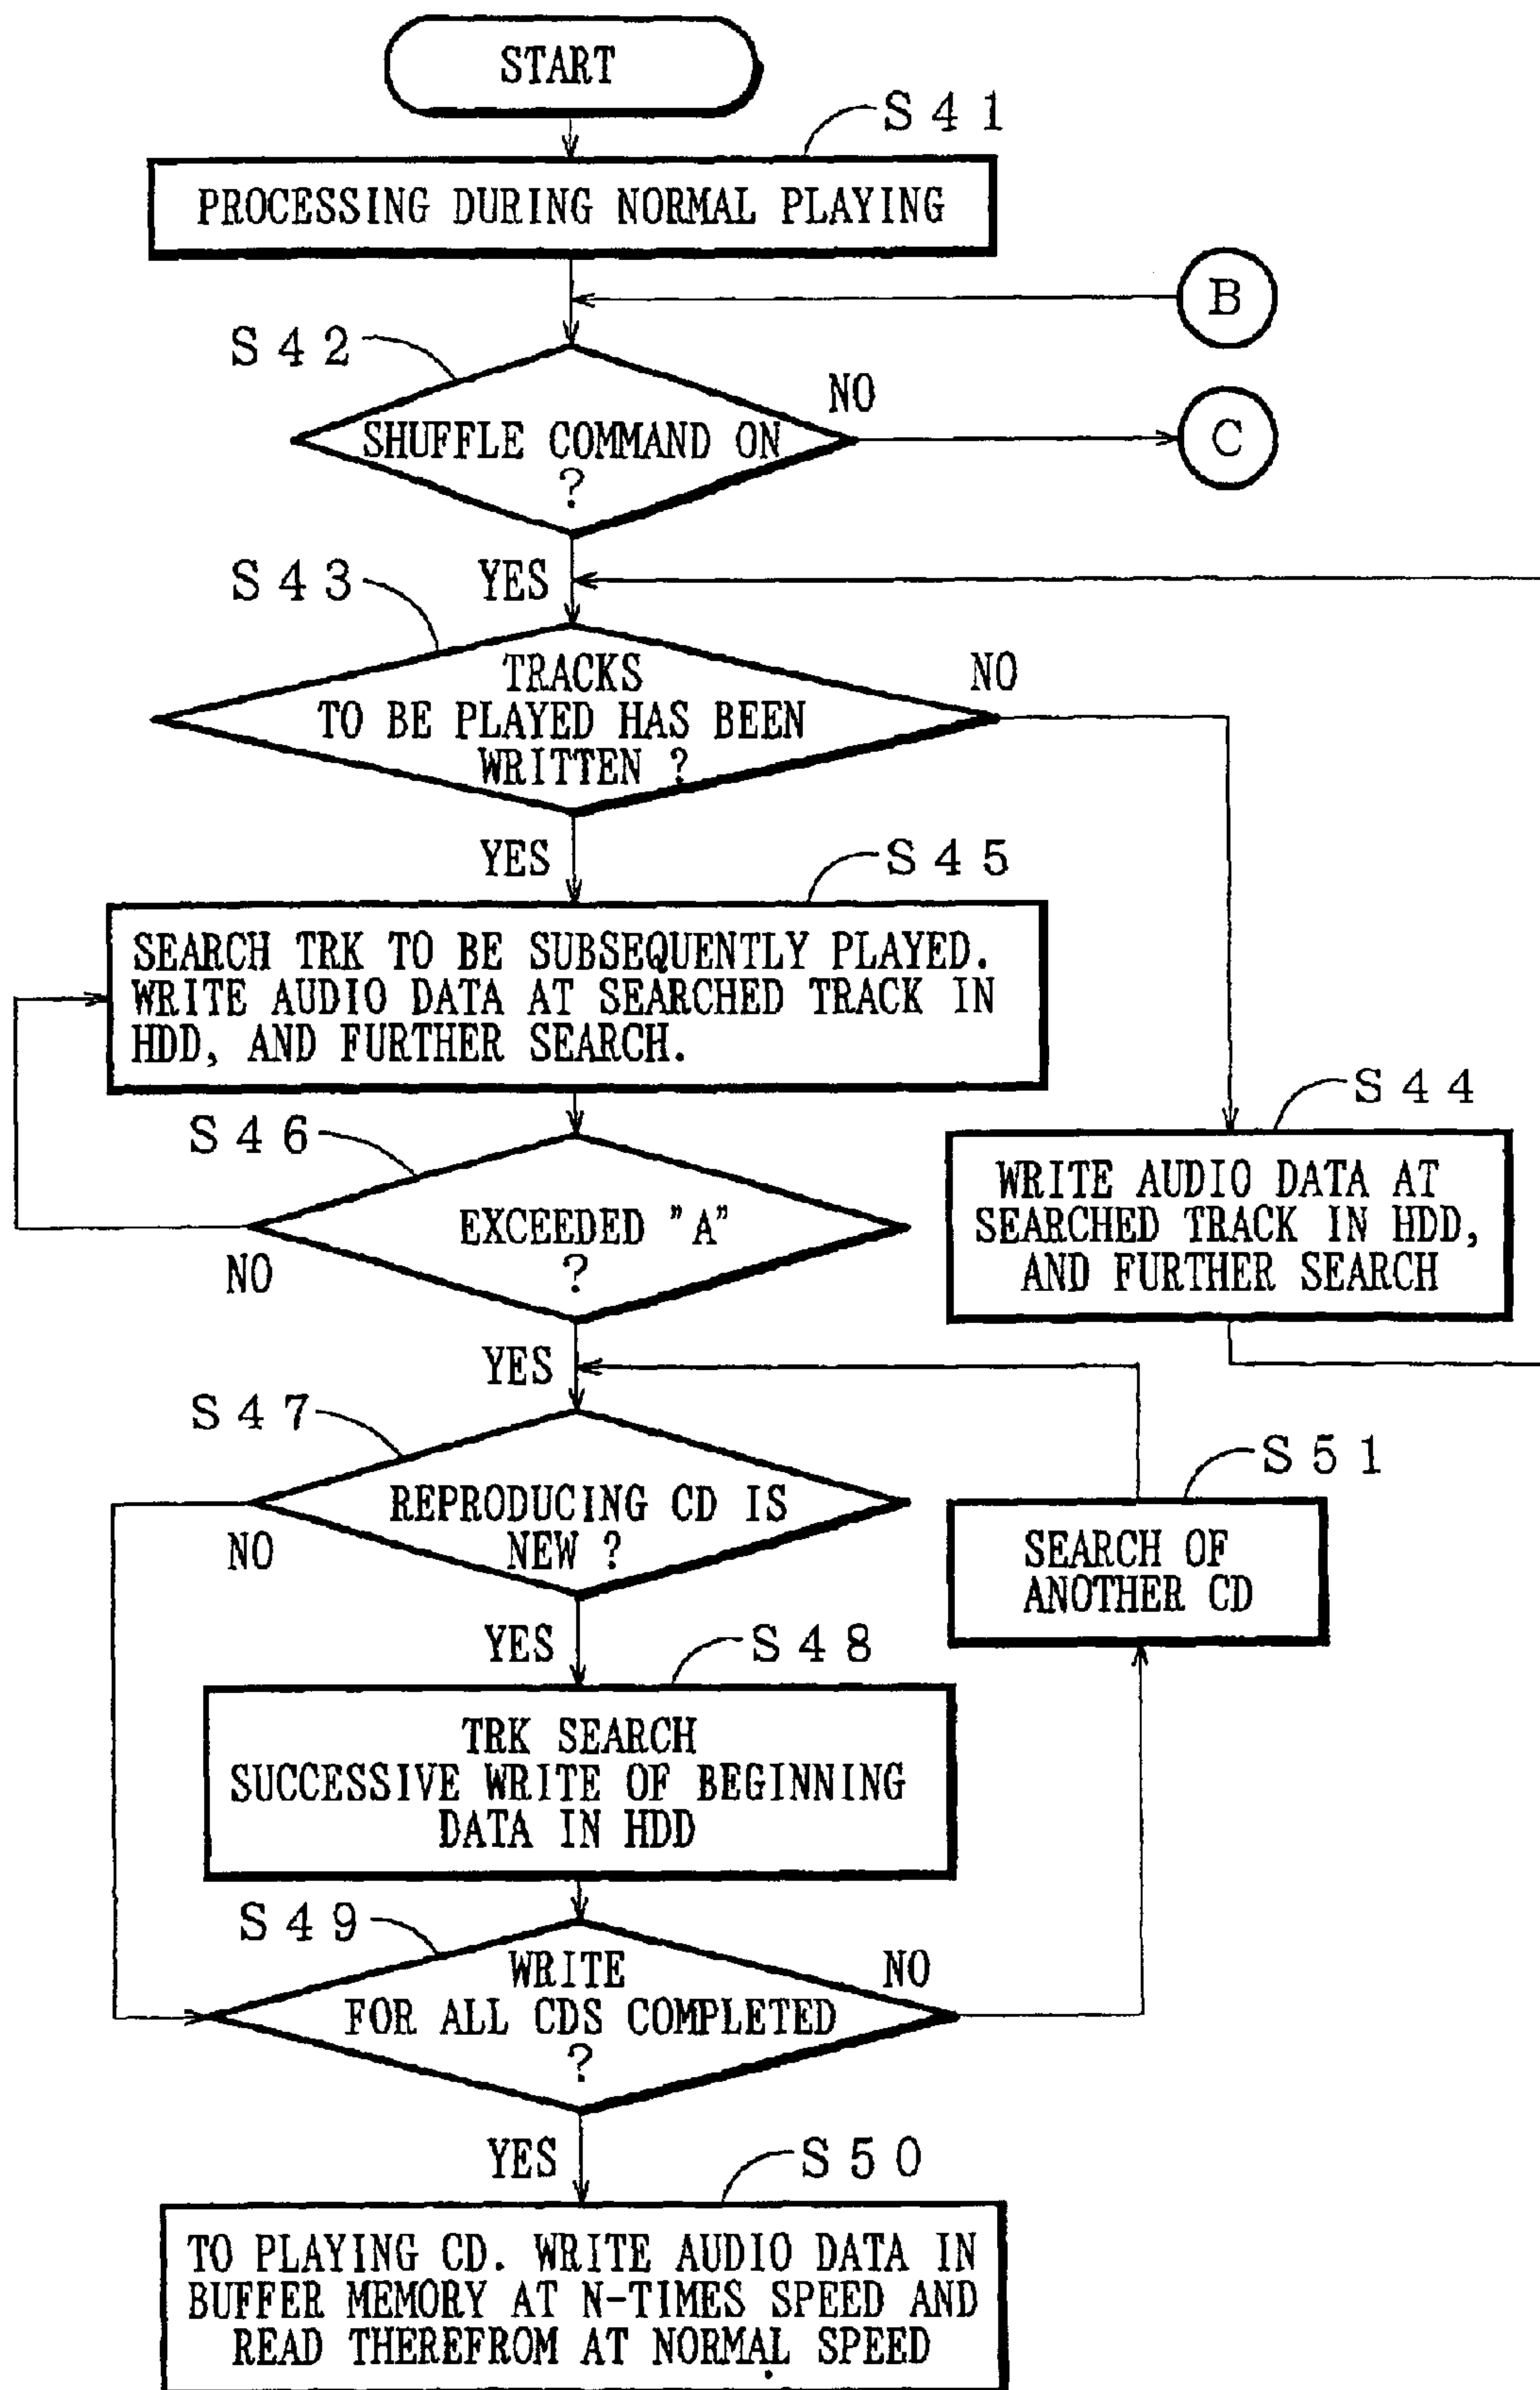 START
S41
PROCESSING DURING NORMAL PLAYING
B
S42
NO
SHUFFLE COMMAND ON
?
C
S43
YES
TRACKS
TO BE PLAYED HAS BEEN
WRITTEN ?
NO
YES
S45
SEARCH TRK TO BE SUBSEQUENTLY PLAYED.
WRITE AUDIO DATA AT SEARCHED TRACK IN
HDD, AND FURTHER SEARCH.
S46
EXCEEDED "A"
?
NO
S44
WRITE AUDIO DATA AT
SEARCHED TRACK IN HDD,
AND FURTHER SEARCH
YES
S47
REPRODUCING CD IS
NEW ?
NO
S51
SEARCH OF
ANOTHER CD
YES
S48
TRK SEARCH
SUCCESSIVE WRITE OF BEGINNING
DATA IN HDD
S49
WRITE
FOR ALL CDS COMPLETED
?
NO
YES
S50
TO PLAYING CD. WRITE AUDIO DATA IN
BUFFER MEMORY AT N-TIMES SPEED AND
READ THEREFROM AT NORMAL SPEED